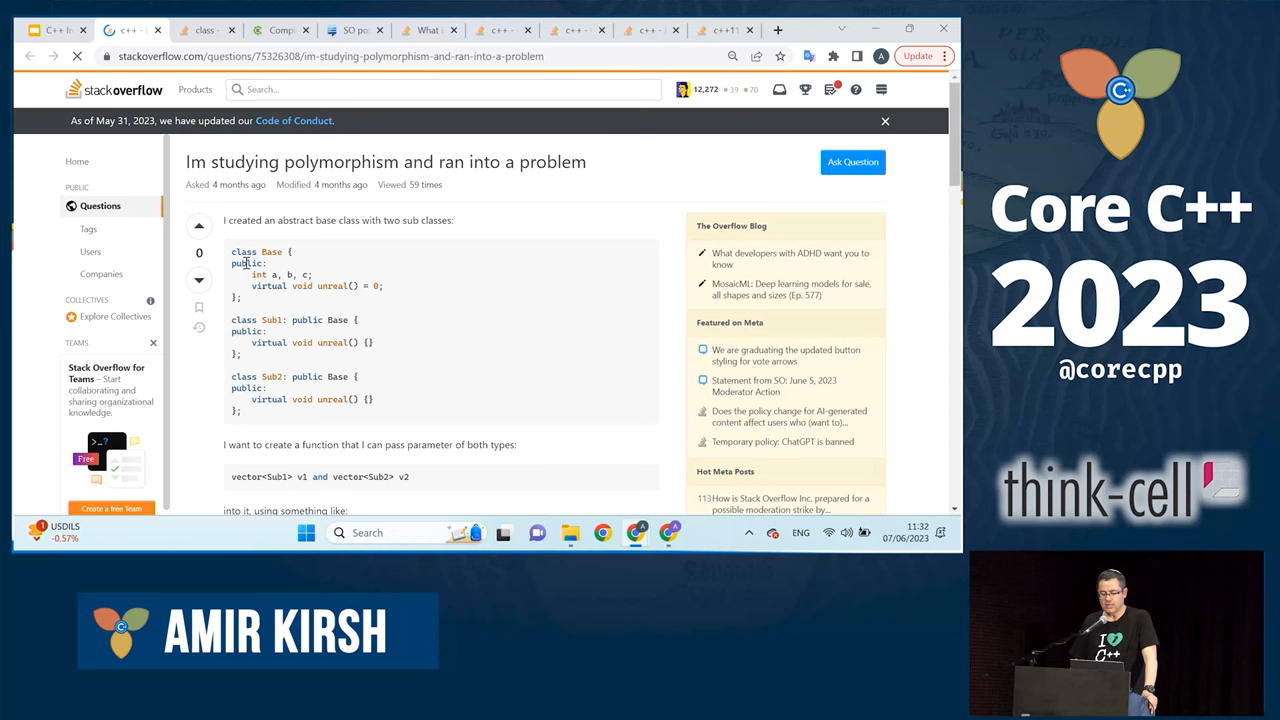 C++ In
c++ -
class -
Compi
SO po
What i
c++ -
c++ -
c++ -
c++11
stackoverflow.com/questions/75326308/im-studying-polymorphism-and-ran-into-a-problem
A
Update
stackoverflow
Products
Search...
12,272
39
70
As of May 31, 2023, we have updated our Code of Conduct.
Home
PUBLIC
Questions
Tags
Users
Companies
COLLECTIVES
Explore Collectives
TEAMS
Stack Overflow for
Teams – Start
collaborating and
sharing organizational
knowledge.
>_?
Free
Create a free Team
Im studying polymorphism and ran into a problem
Ask Question
Asked 4 months ago
Modified 4 months ago
Viewed 59 times
0
I created an abstract base class with two sub classes:
class Base {
public:
int a, b, c;
virtual void unreal() = 0;
};
class Sub1: public Base {
public:
virtual void unreal() {}
};
class Sub2: public Base {
public:
virtual void unreal() {}
};
I want to create a function that I can pass parameter of both types:
vector<Sub1> v1 and vector<Sub2> v2
into it, using something like:
The Overflow Blog
What developers with ADHD want you to
know
MosaicML: Deep learning models for sale,
all shapes and sizes (Ep. 577)
Featured on Meta
We are graduating the updated button
styling for vote arrows
Statement from SO: June 5, 2023
Moderator Action
Does the policy change for AI-generated
content affect users who (want to)...
Temporary policy: ChatGPT is banned
Hot Meta Posts
113 How is Stack Overflow Inc. prepared for a
possible moderation strike by...
1
USDILS
-0.57%
Search
ENG
11:32
07/06/2023
C++
Core C++
2023
@corecpp
think-cell
C++
AMIR KIRSH
I
C++